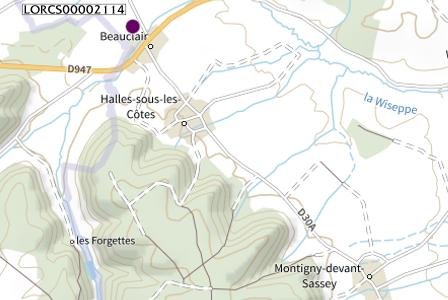 LORCS00002114
Beauclair
D947
la Wiseppe
Halles-sous-les-
Côtes
D30A
les Forgettes
Montigny-devant-
Sassey